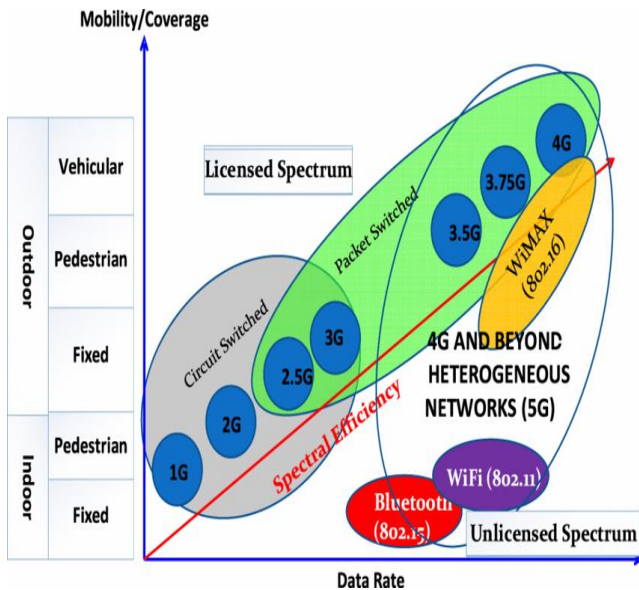 Mobility/Coverage
Outdoor
Vehicular
Pedestrian
Fixed
Indoor
Pedestrian
Fixed
Licensed Spectrum
Packet Switched
Circuit Switched
4G
3.75G
3.5G
WiMAX
(802.16)
3G
2.5G
2G
1G
4G AND BEYOND
HETEROGENEOUS
NETWORKS (5G)
Spectral Efficiency
WiFi (802.11)
Bluetooth
(802.15)
Unlicensed Spectrum
Data Rate